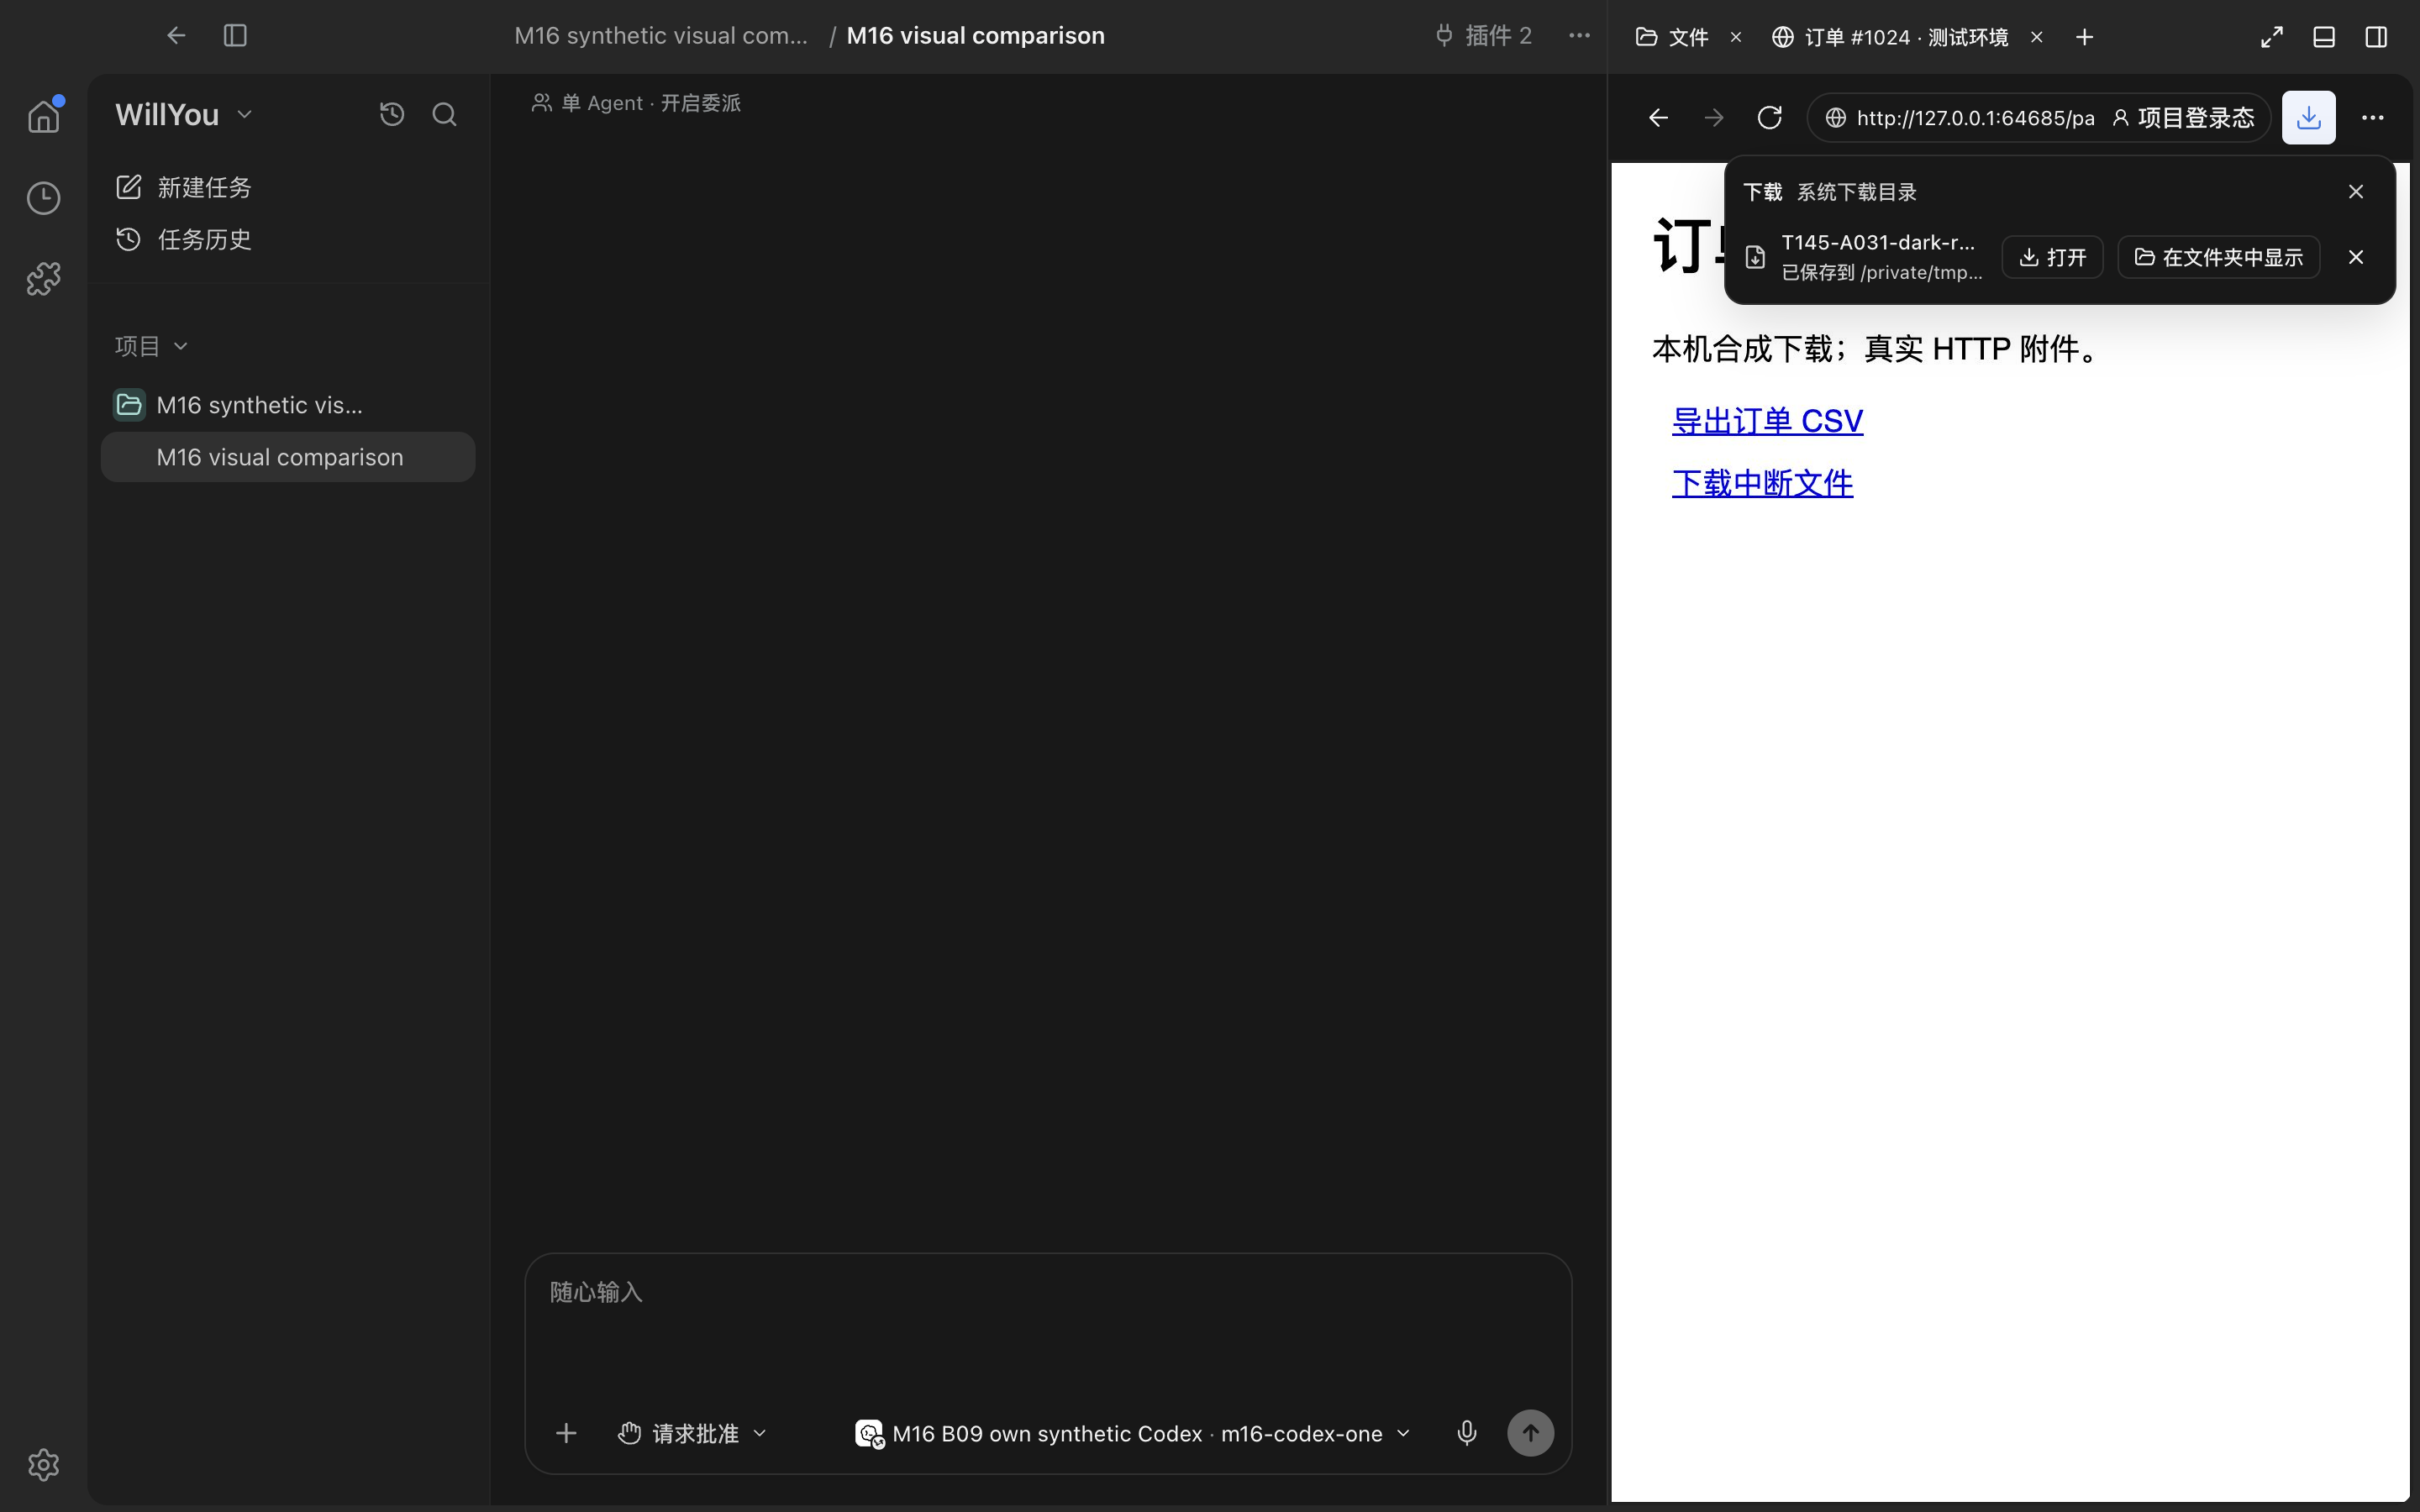 M16 synthetic visual com... / M16 visual comparison
插件 2
文件
订单 #1024 · 测试环境
WillYou
新建任务
任务历史
项目
M16 synthetic vis...
M16 visual comparison
单 Agent · 开启委派
http://127.0.0.1:64685/pa
项目登录态
下载 系统下载目录
T145-A031-dark-r...
已保存到 /private/tmp...
打开
在文件夹中显示
订
本机合成下载；真实 HTTP 附件。
导出订单 CSV
下载中断文件
随心输入
请求批准
M16 B09 own synthetic Codex · m16-codex-one